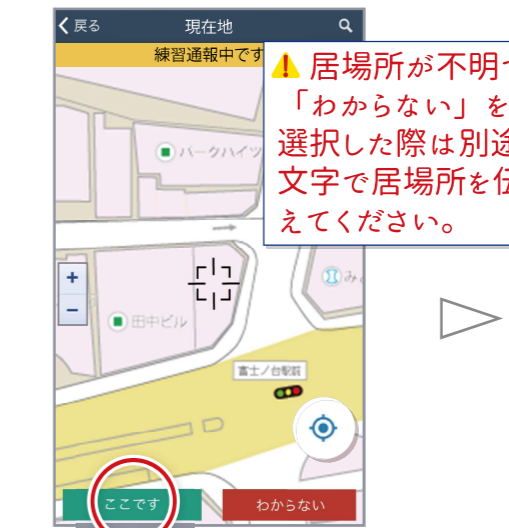 戻る
現在地
練習通報中です
居場所が不明
「わからない」を
選択した際は別途
文字で居場所を伝
えてください。
パークハイツ
み
田中ビル
富士ノ台駅前
ここです
わからない